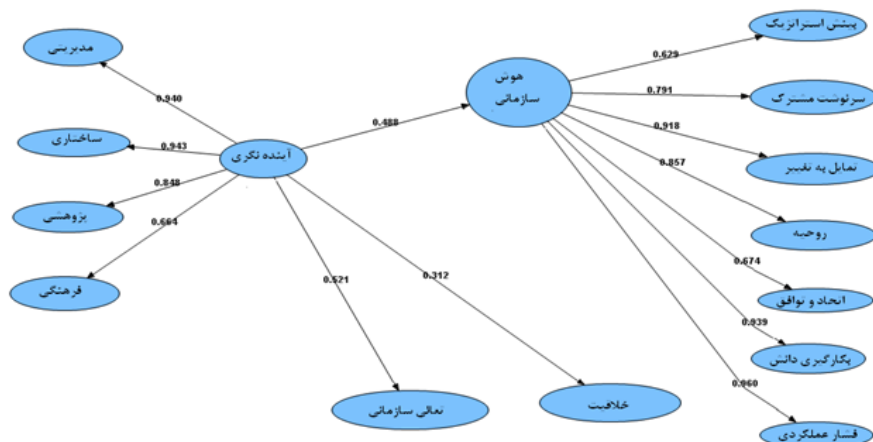 پینش استراتژیک
مدیریتی
0.629
هوش
سازمانی
0.791
سرنوشت مشترک
0.940
0.488
0.918
ساختاری
0.943
آینده نگری
0.857
تمایل به تغییر
0.848
پژوهشی
0.664
روحیه
0.674
0.521
0.312
فرهنگی
اتحاد و توافق
0.939
بکارگیری دانش
0.960
تعالی سازمانی
خلاقیت
فشار عملکردی